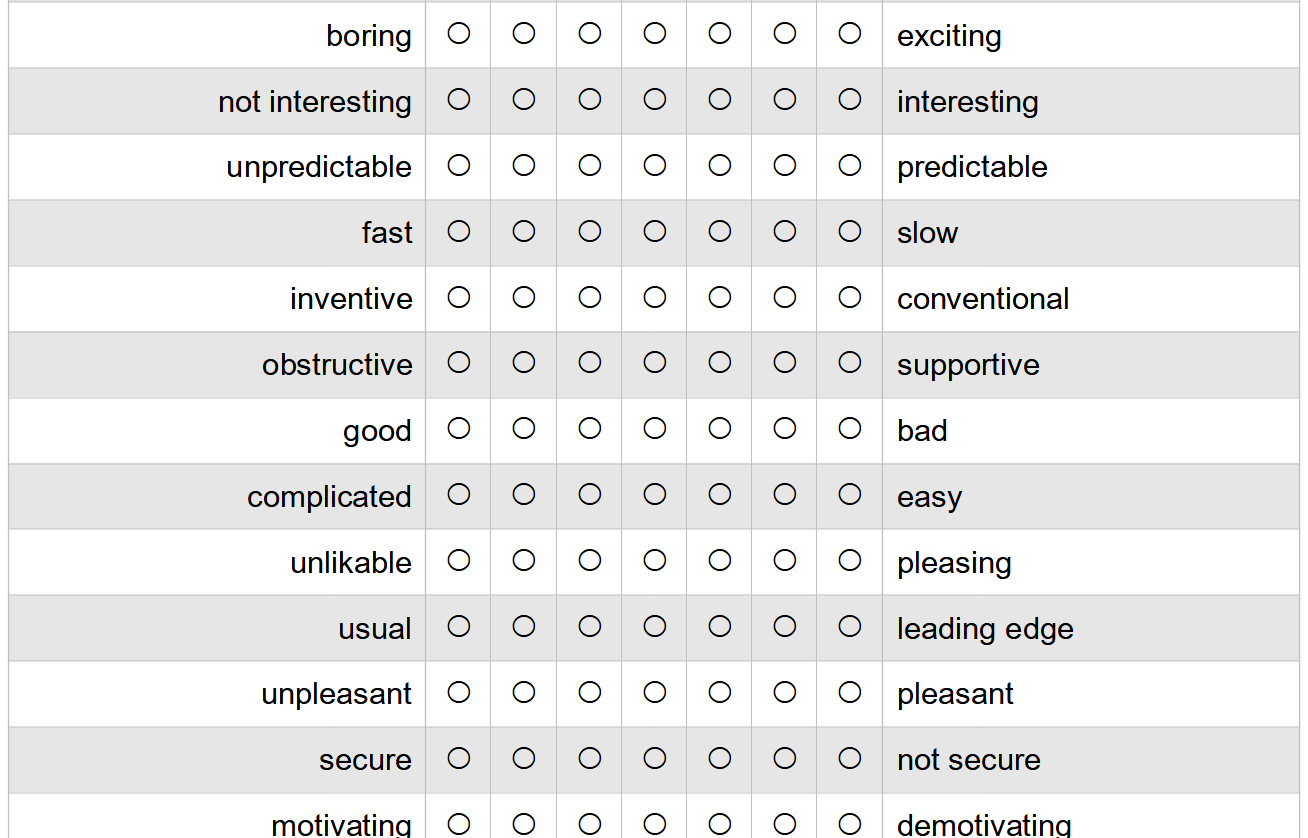 boring ○ ○ ○ ○ ○ ○ ○ exciting
not interesting ○ ○ ○ ○ ○ ○ ○ interesting
unpredictable ○ ○ ○ ○ ○ ○ ○ predictable
fast ○ ○ ○ ○ ○ ○ ○ slow
inventive ○ ○ ○ ○ ○ ○ ○ conventional
obstructive ○ ○ ○ ○ ○ ○ ○ supportive
good ○ ○ ○ ○ ○ ○ ○ bad
complicated ○ ○ ○ ○ ○ ○ ○ easy
unlikable ○ ○ ○ ○ ○ ○ ○ pleasing
usual ○ ○ ○ ○ ○ ○ ○ leading edge
unpleasant ○ ○ ○ ○ ○ ○ ○ pleasant
secure ○ ○ ○ ○ ○ ○ ○ not secure
motivating ○ ○ ○ ○ ○ ○ ○ demotivating